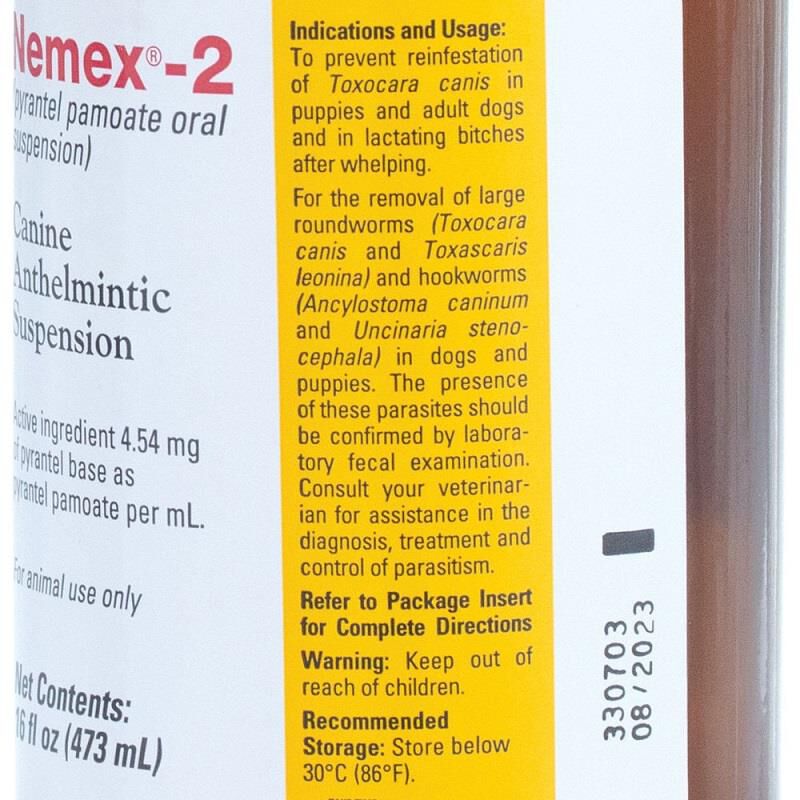 Nemex®-2
(pyrantel pamoate oral
suspension)
Canine
Anthelmintic
Suspension
Active ingredient 4.54 mg
of pyrantel base as
pyrantel pamoate per mL.
For animal use only
Net Contents:
16 fl oz (473 mL)
Indications and Usage:
To prevent reinfestation
of Toxocara canis in
puppies and adult dogs
and in lactating bitches
after whelping.
For the removal of large
roundworms (Toxocara
canis and Toxascaris
leonina) and hookworms
(Ancylostoma caninum
and Uncinaria steno-
cephala) in dogs and
puppies. The presence
of these parasites should
be confirmed by labora-
tory fecal examination.
Consult your veterinar-
ian for assistance in the
diagnosis, treatment and
control of parasitism.
Refer to Package Insert
for Complete Directions
Warning: Keep out of
reach of children.
Recommended
Storage: Store below
30°C (86°F).
330703
08/2023